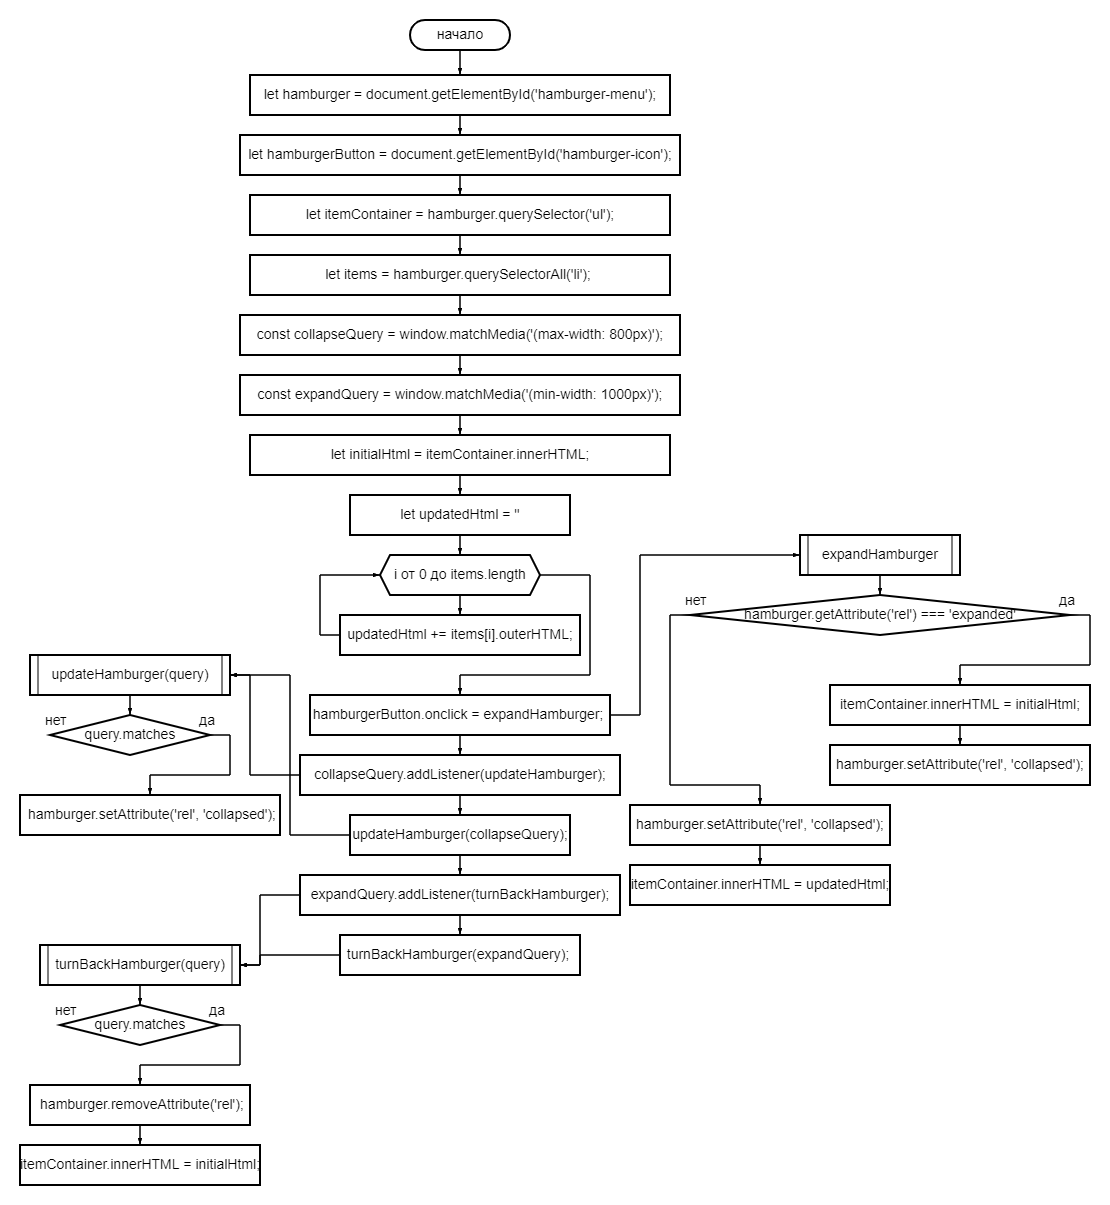 начало
let hamburger = document.getElementById('hamburger-menu');
let hamburgerButton = document.getElementById('hamburger-icon');
let itemContainer = hamburger.querySelector('ul');
let items = hamburger.querySelectorAll('li');
const collapseQuery = window.matchMedia('(max-width: 800px)');
const expandQuery = window.matchMedia('(min-width: 1000px)');
let initialHtml = itemContainer.innerHTML;
let updatedHtml = ''
i от 0 до items.length
updatedHtml += items[i].outerHTML;
hamburgerButton.onclick = expandHamburger;
collapseQuery.addListener(updateHamburger);
updateHamburger(collapseQuery);
expandQuery.addListener(turnBackHamburger);
turnBackHamburger(expandQuery);
expandHamburger
нет
да
hamburger.getAttribute('rel') === 'expanded'
itemContainer.innerHTML = initialHtml;
hamburger.setAttribute('rel', 'collapsed');
hamburger.setAttribute('rel', 'collapsed');
itemContainer.innerHTML = updatedHtml;
updateHamburger(query)
нет
да
query.matches
hamburger.setAttribute('rel', 'collapsed');
turnBackHamburger(query)
нет
да
query.matches
hamburger.removeAttribute('rel');
itemContainer.innerHTML = initialHtml;